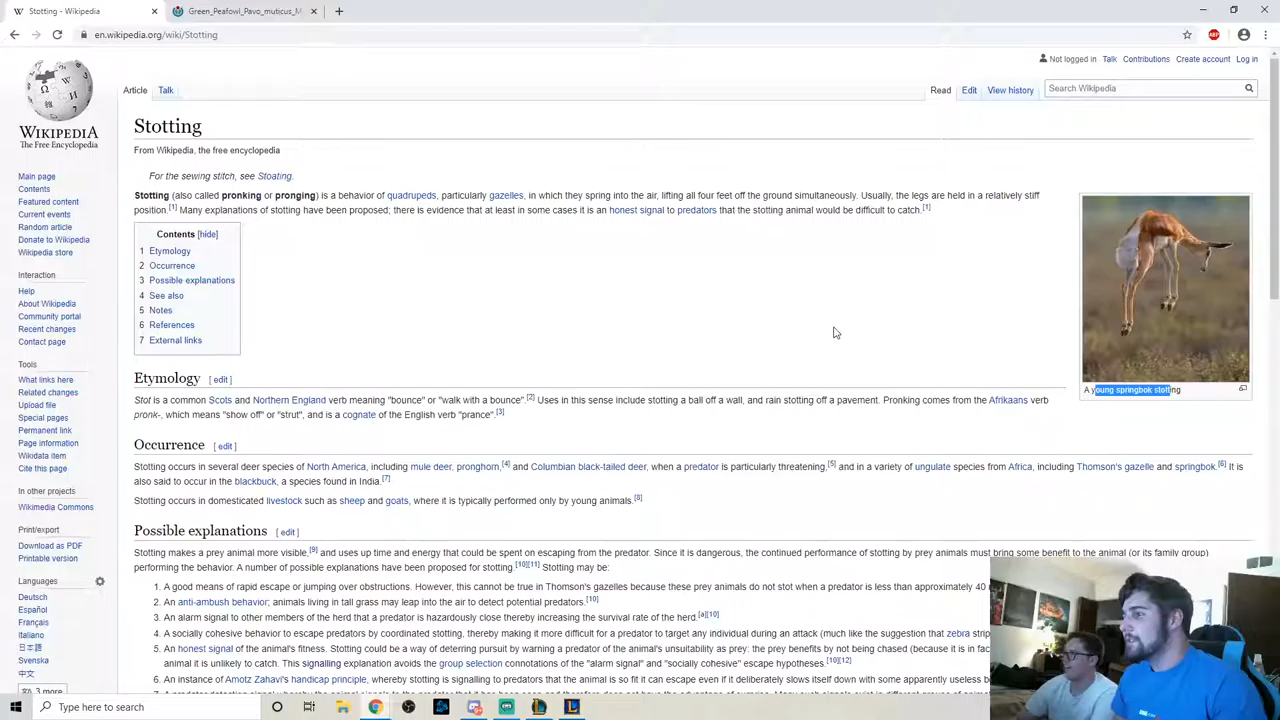 Stotting - Wikipedia
Green_Peafowl_Pavo_muticus_M
en.wikipedia.org/wiki/Stotting
ABP
Not logged in Talk Contributions Create account Log in
Article Talk Read Edit View history Search Wikipedia
WIKIPEDIA
The Free Encyclopedia
Main page
Contents
Featured content
Current events
Random article
Donate to Wikipedia
Wikipedia store
Interaction
Help
About Wikipedia
Community portal
Recent changes
Contact page
Tools
What links here
Related changes
Upload file
Special pages
Permanent link
Page information
Wikidata item
Cite this page
In other projects
Wikimedia Commons
Print/export
Download as PDF
Printable version
Languages
Deutsch
Español
Français
Italiano
日本語
Svenska
中文
3 more
Stotting
From Wikipedia, the free encyclopedia
For the sewing stitch, see Stoating.
Stotting (also called pronking or pronging) is a behavior of quadrupeds, particularly gazelles, in which they spring into the air, lifting all four feet off the ground simultaneously. Usually, the legs are held in a relatively stiff
position.[1] Many explanations of stotting have been proposed; there is evidence that at least in some cases it is an honest signal to predators that the stotting animal would be difficult to catch.[1]
Contents [hide]
1 Etymology
2 Occurrence
3 Possible explanations
4 See also
5 Notes
6 References
7 External links
A young springbok stotting
Etymology [ edit ]
Stot is a common Scots and Northern England verb meaning "bounce" or "walk with a bounce".[2] Uses in this sense include stotting a ball off a wall, and rain stotting off a pavement. Pronking comes from the Afrikaans verb
pronk-, which means "show off" or "strut", and is a cognate of the English verb "prance".[3]
Occurrence [ edit ]
Stotting occurs in several deer species of North America, including mule deer, pronghorn,[4] and Columbian black-tailed deer, when a predator is particularly threatening,[5] and in a variety of ungulate species from Africa, including Thomson's gazelle and springbok.[6] It is
also said to occur in the blackbuck, a species found in India.[7]
Stotting occurs in domesticated livestock such as sheep and goats, where it is typically performed only by young animals.[8]
Possible explanations [ edit ]
Stotting makes a prey animal more visible,[9] and uses up time and energy that could be spent on escaping from the predator. Since it is dangerous, the continued performance of stotting by prey animals must bring some benefit to the animal (or its family group)
performing the behavior. A number of possible explanations have been proposed for stotting.[10][11] Stotting may be:
1. A good means of rapid escape or jumping over obstructions. However, this cannot be true in Thomson's gazelles because these prey animals do not stot when a predator is less than approximately 40
2. An anti-ambush behavior; animals living in tall grass may leap into the air to detect potential predators.[10]
3. An alarm signal to other members of the herd that a predator is hazardously close thereby increasing the survival rate of the herd.[a][10]
4. A socially cohesive behavior to escape predators by coordinated stotting, thereby making it more difficult for a predator to target any individual during an attack (much like the suggestion that zebra strip
5. An honest signal of the animal's fitness. Stotting could be a way of deterring pursuit by warning a predator of the animal's unsuitability as prey: the prey benefits by not being chased (because it is in fac
animal it is unlikely to catch. This signalling explanation avoids the group selection connotations of the "alarm signal" and "socially cohesive" escape hypotheses.[10][12]
6. An instance of Amotz Zahavi's handicap principle, whereby stotting is signalling to predators that the animal is so fit it can escape even if it deliberately slows itself down with some apparently useless b
Type here to search